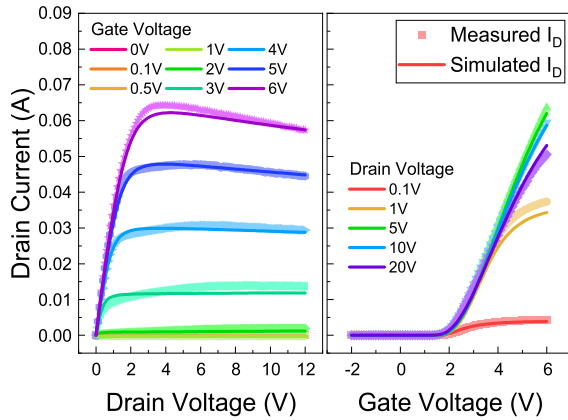 Drain Current (A)
0.09
0.08
0.07
0.06
0.05
0.04
0.03
0.02
0.01
0.00
Gate Voltage
0V 1V 4V
0.1V 2V 5V
0.5V 3V 6V
0 2 4 6 8 10 12
Drain Voltage (V)
Measured I_D
Simulated I_D
Drain Voltage
0.1V
1V
5V
10V
20V
-2 0 2 4 6
Gate Voltage (V)